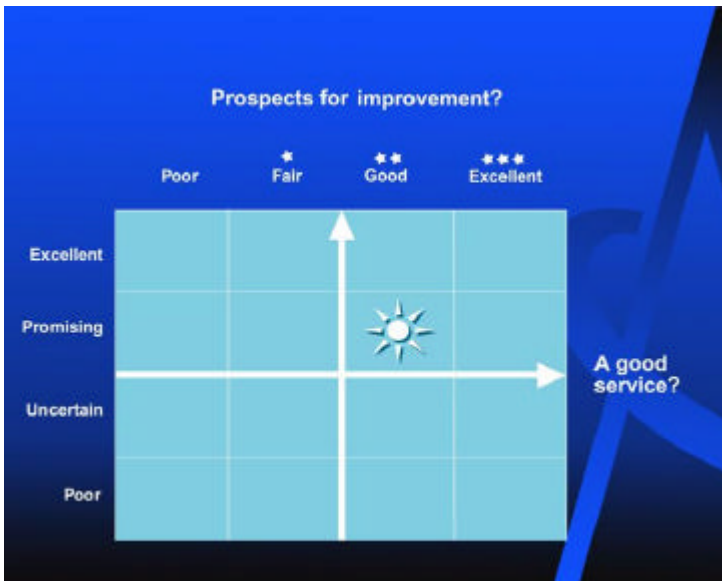 Prospects for improvement?
Poor Fair Good Excellent
Excellent
Promising
A good
service?
Uncertain
Poor